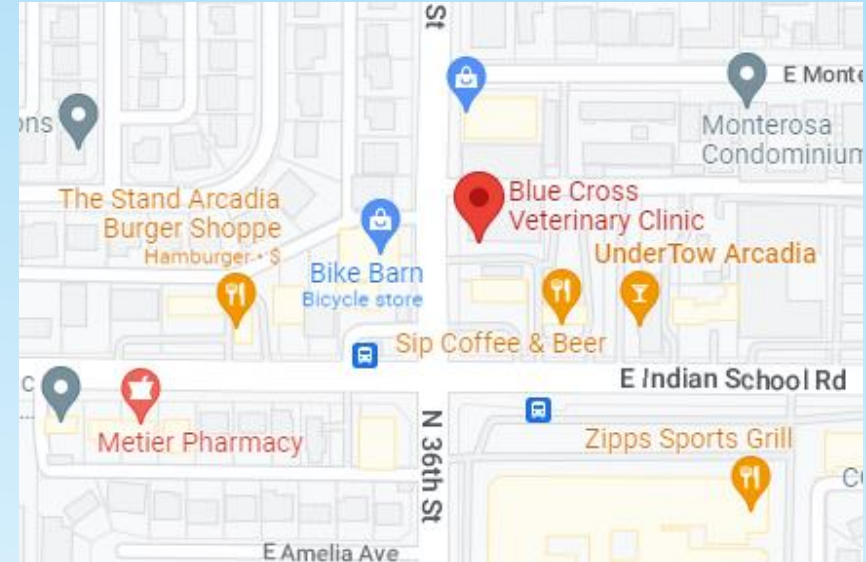 St
E Monte
ons
Monterosa
Condominium
The Stand Arcadia
Burger Shoppe
Hamburger · $
Blue Cross
Veterinary Clinic
UnderTow Arcadia
Bike Barn
Bicycle store
Sip Coffee & Beer
E Indian School Rd
C
...
Metier Pharmacy
N 36th St
Zipps Sports Grill
E Amelia Ave